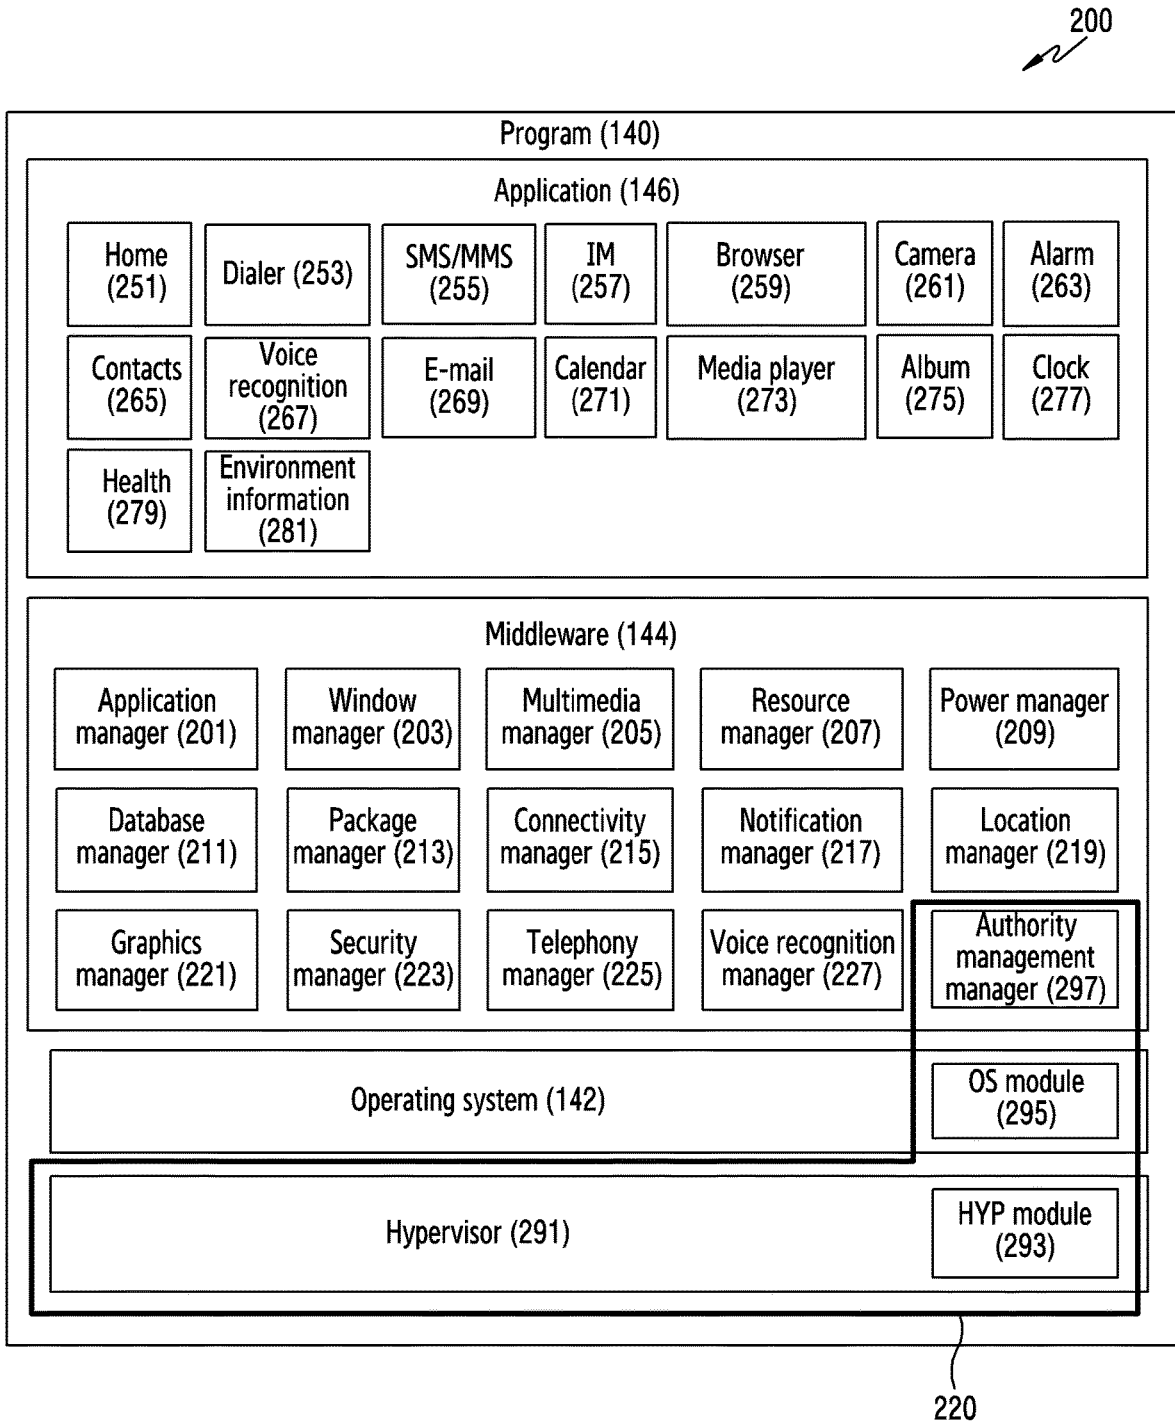 200
Program (140)
Application (146)
Home
(251)
Dialer (253)
SMS/MMS
(255)
IM
(257)
Browser
(259)
Camera
(261)
Alarm
(263)
Contacts
(265)
Voice
recognition
(267)
E-mail
(269)
Calendar
(271)
Media player
(273)
Album
(275)
Clock
(277)
Health
(279)
Environment
information
(281)
Middleware (144)
Application
manager (201)
Window
manager (203)
Multimedia
manager (205)
Resource
manager (207)
Power manager
(209)
Database
manager (211)
Package
manager (213)
Connectivity
manager (215)
Notification
manager (217)
Location
manager (219)
Graphics
manager (221)
Security
manager (223)
Telephony
manager (225)
Voice recognition
manager (227)
Authority
management
manager (297)
Operating system (142)
OS module
(295)
Hypervisor (291)
HYP module
(293)
220